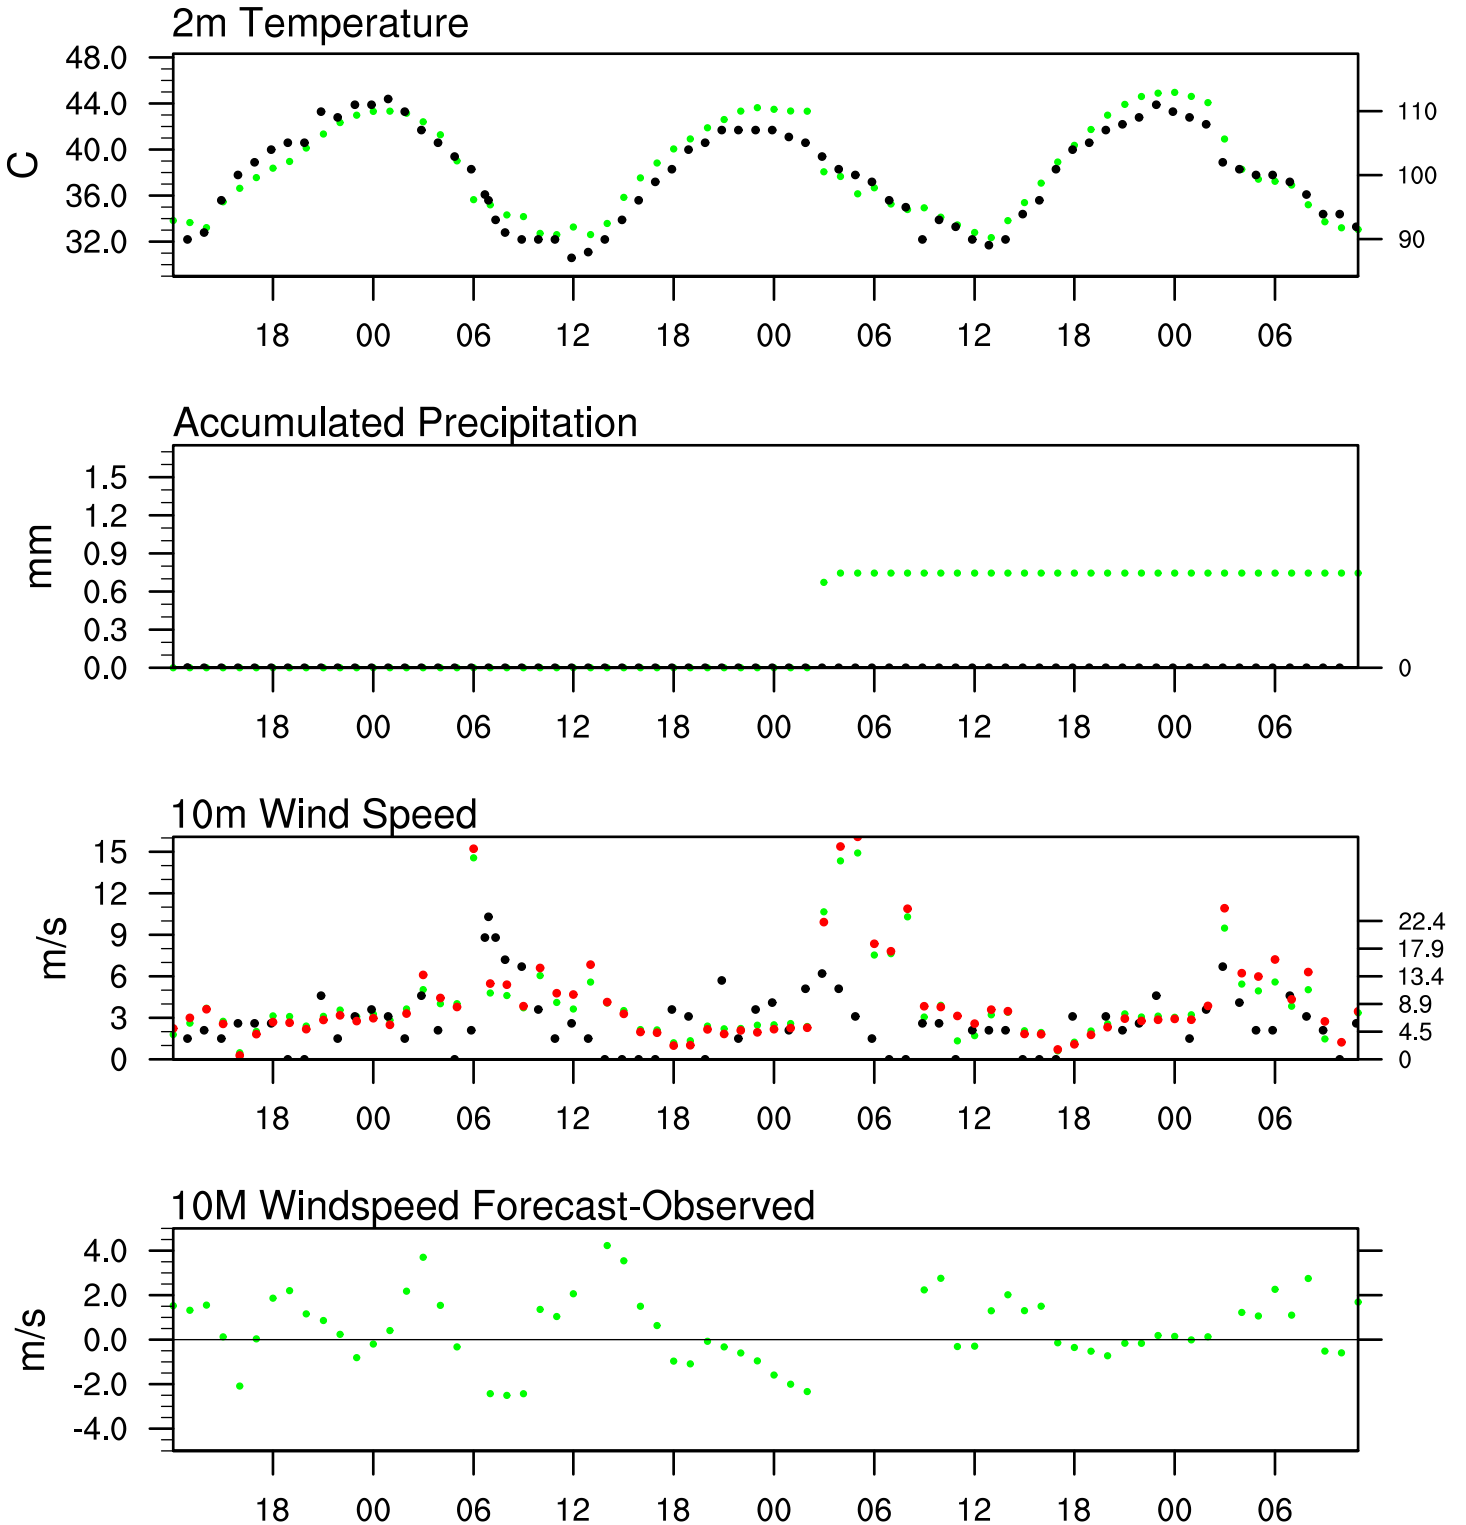 2m Temperature
48.0
44.0
40.0
36.0
32.0
C
110
100
90
18 00 06 12 18 00 06 12 18 00 06
Accumulated Precipitation
1.5
1.2
0.9
0.6
0.3
0.0
mm
0
18 00 06 12 18 00 06 12 18 00 06
10m Wind Speed
15
12
9
6
3
0
m/s
22.4
17.9
13.4
8.9
4.5
0
18 00 06 12 18 00 06 12 18 00 06
10M Windspeed Forecast-Observed
4.0
2.0
0.0
-2.0
-4.0
m/s
18 00 06 12 18 00 06 12 18 00 06